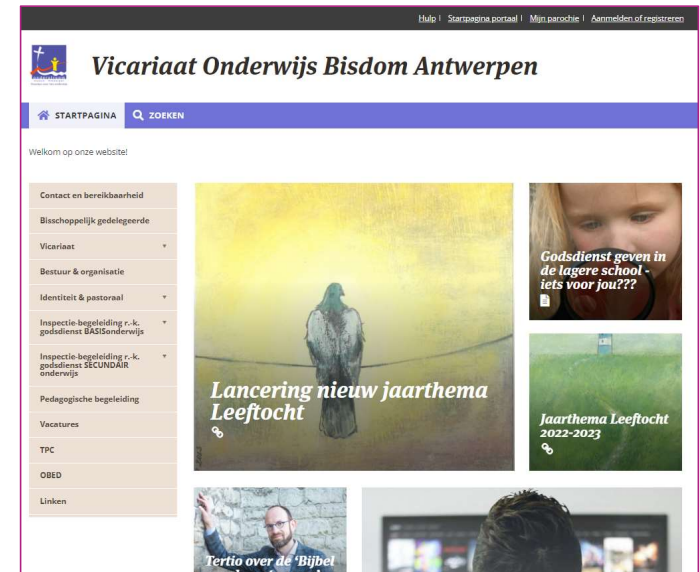 Hulp | Startpagina portaal | Mijn parochie | Aanmelden of registreren
Vicariaat Onderwijs Bisdom Antwerpen
STARTPAGINA ZOEKEN
Welkom op onze website!
Contact en bereikbaarheid
Bisschoppelijk gedelegeerde
Vicariaat
Bestuur & organisatie
Identiteit & pastoraal
Inspectie-begeleiding r.-k.
godsdienst BASISonderwijs
Inspectie-begeleiding r.-k.
godsdienst SECUNDAIR
onderwijs
Pedagogische begeleiding
Vacatures
TPC
OBED
Linken
Lancering nieuw jaarthema
Leeftocht
Godsdienst geven in
de lagere school -
iets voor jou???
Jaarthema Leeftocht
2022-2023
Tertio over de 'Bijbel